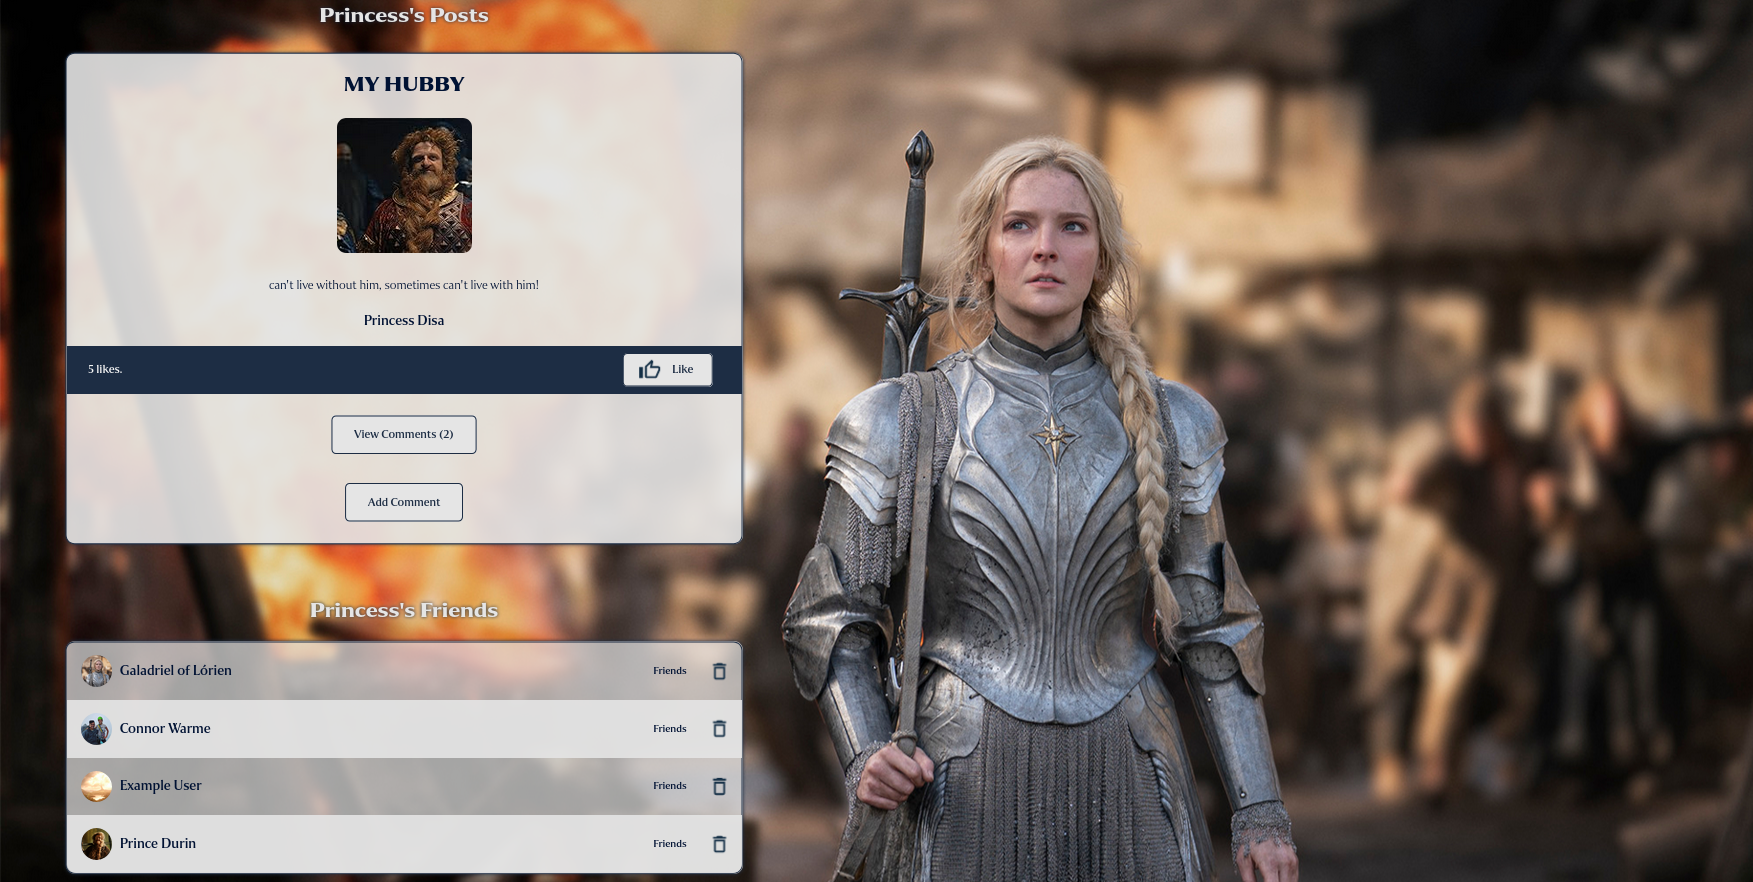 Princess's Posts
MY HUBBY
can't live without him, sometimes can't live with him!
Princess Disa
5 likes.
Like
View Comments (2)
Add Comment
Princess's Friends
Galadriel of Lórien
Friends
Connor Warme
Friends
Example User
Friends
Prince Durin
Friends